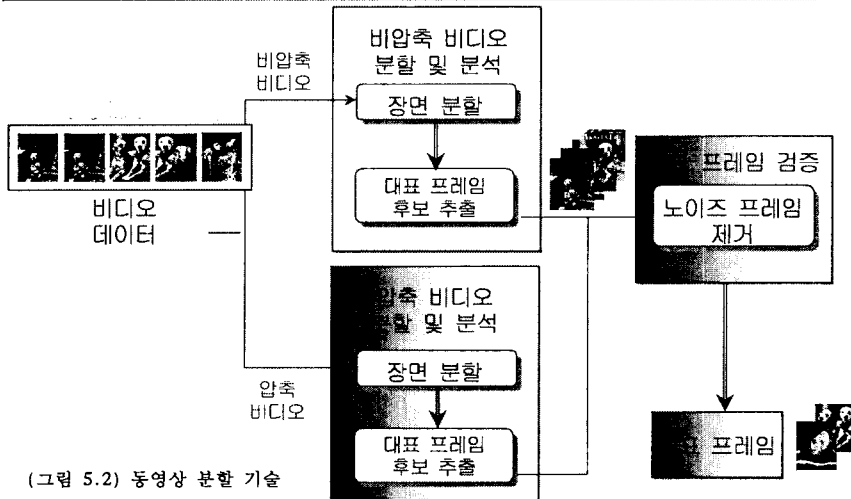 비압축
비디오
비압축 비디오
분할 및 분석
장면 분할
대표 프레임
후보 추출
비디오
데이터
프레임 검증
노이즈 프레임
제거
압축 비디오
분할 및 분석
장면 분할
대표 프레임
후보 추출
압축
비디오
프레임
(그림 5.2) 동영상 분할 기술